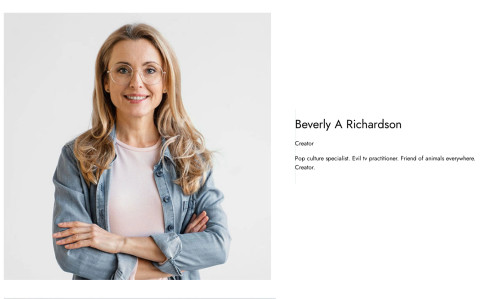 Beverly A Richardson
Creator
Pop culture specialist. Evil tv practitioner. Friend of animals everywhere.
Creator.